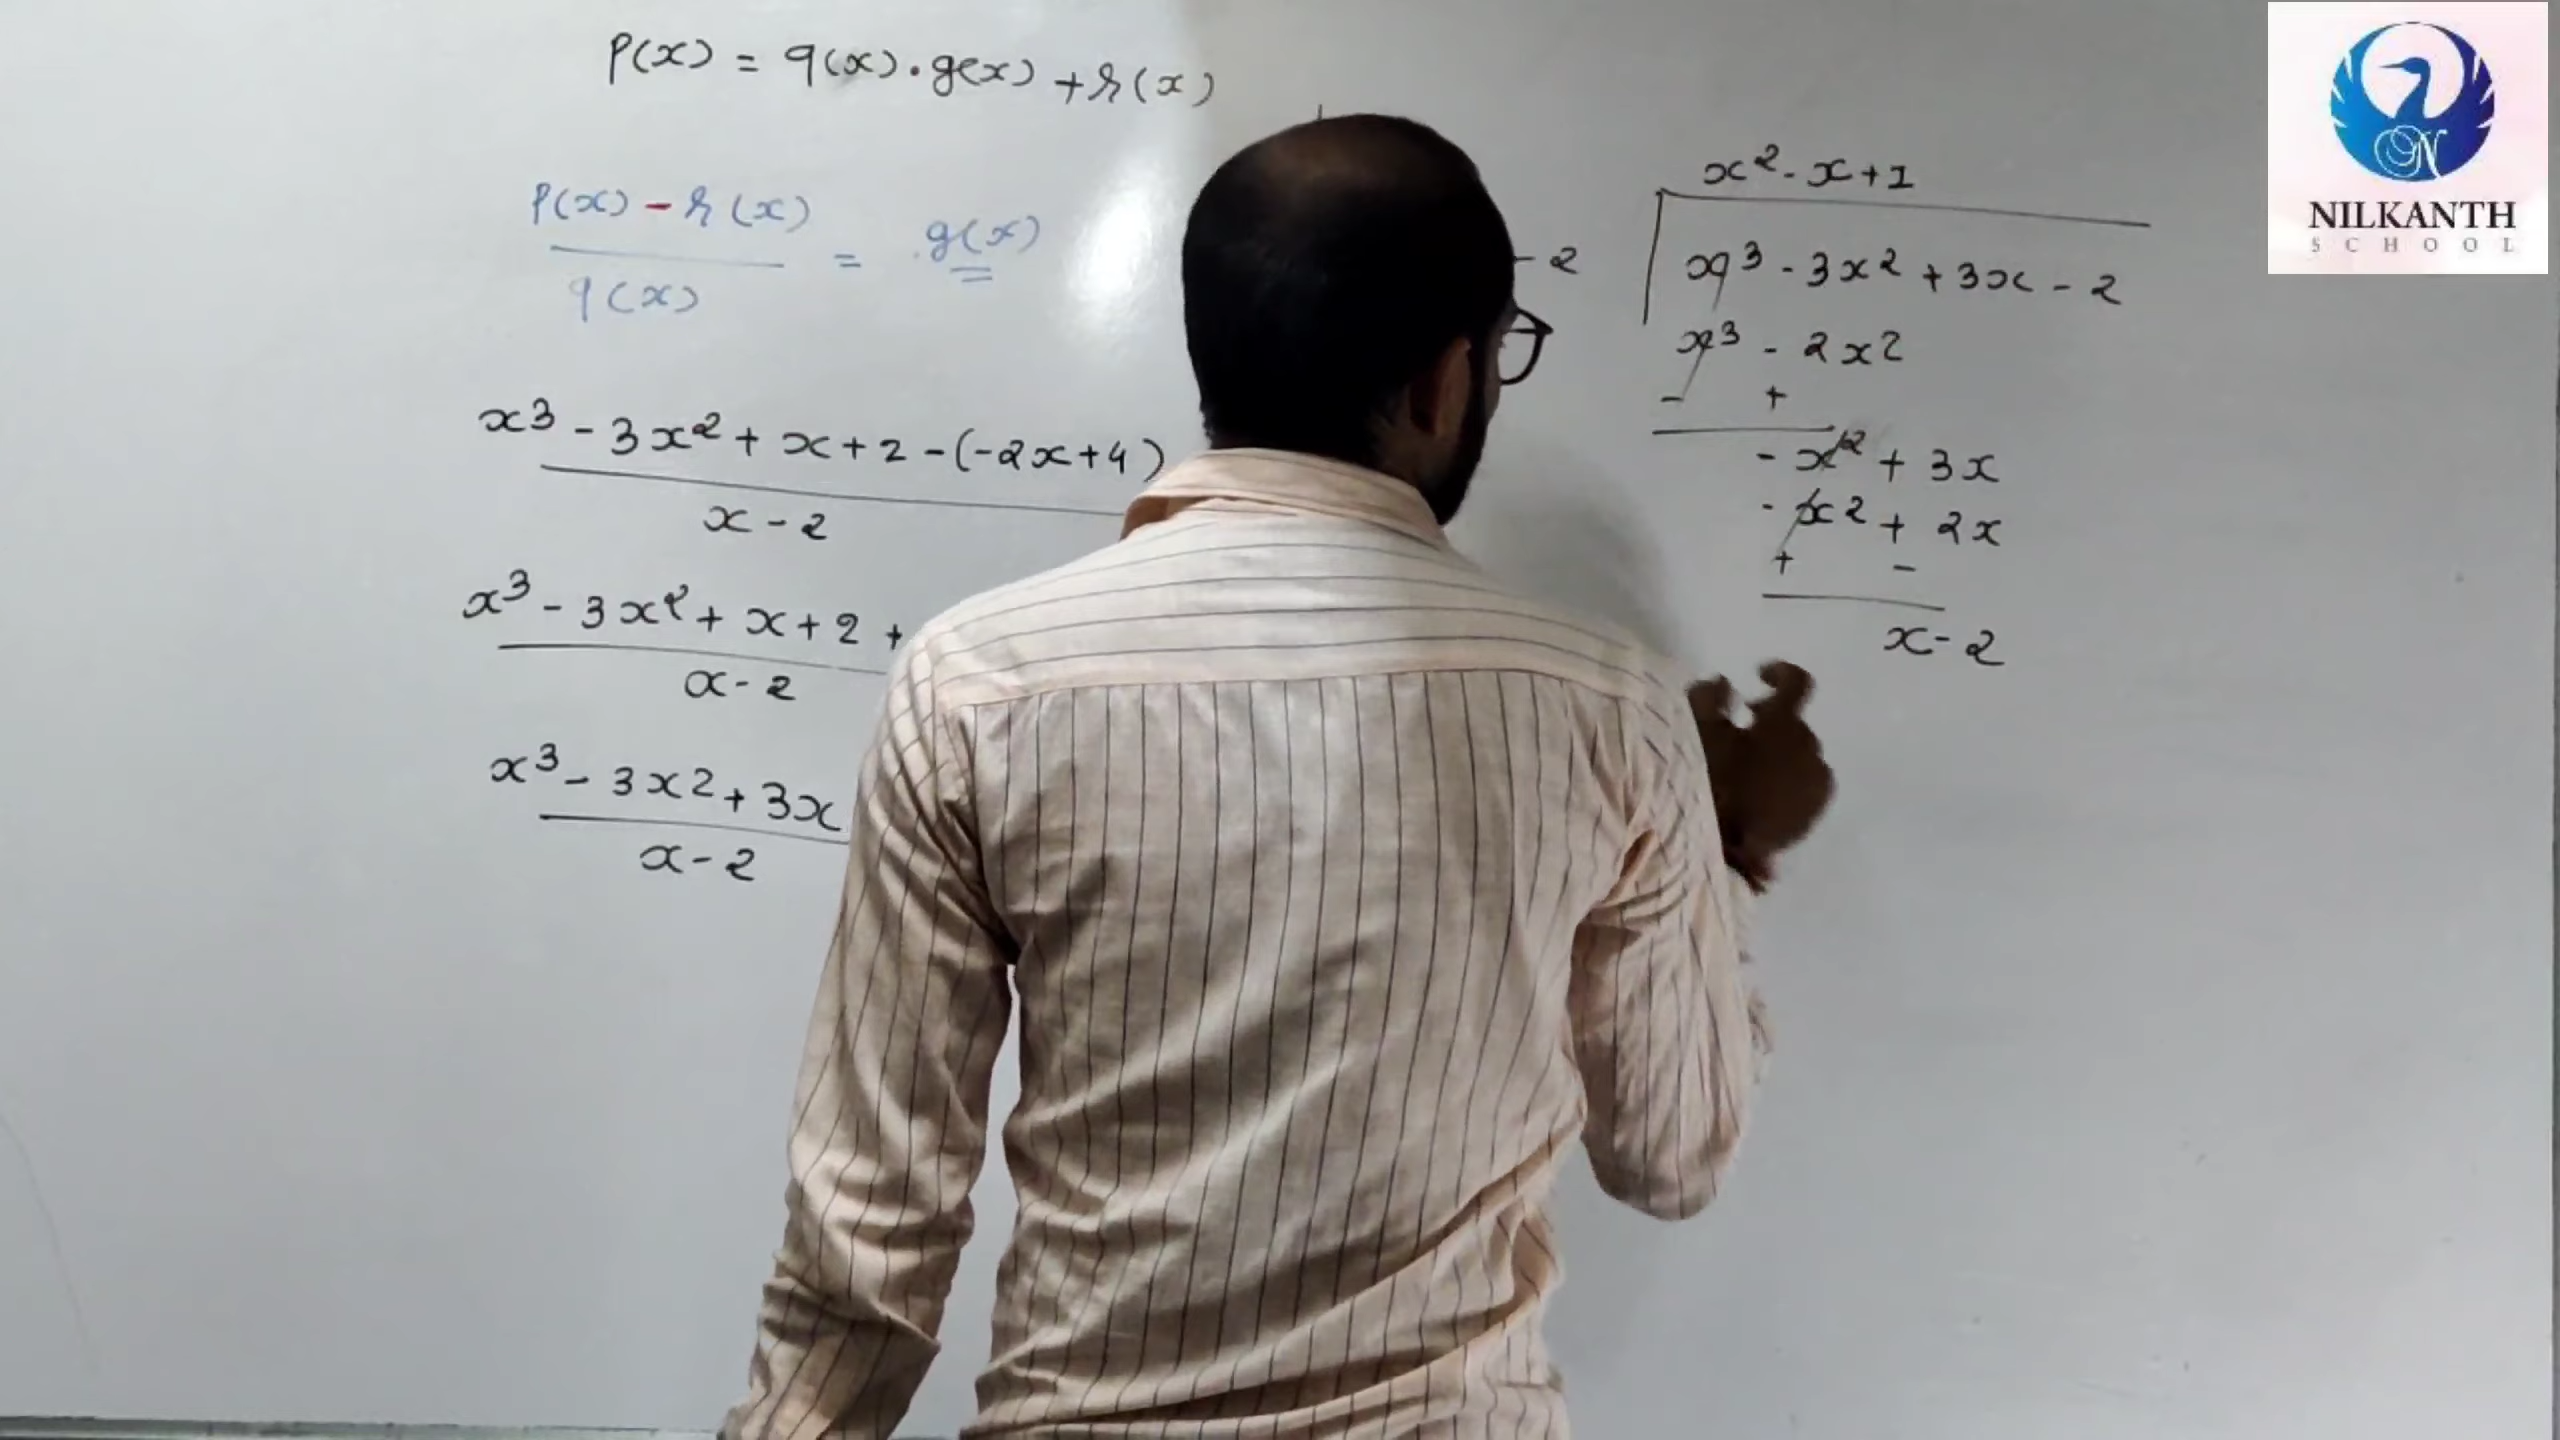 p(x) = q(x) · g(x) + r(x)
p(x) - r(x)
= g(x)
q(x)
x³ - 3x² + x + 2 - (-2x + 4)
x - 2
x³ - 3x² + x + 2 +
x - 2
x³ - 3x² + 3x
x - 2
x² - x + 1
- 2
x³ - 3x² + 3x - 2
x³ - 2x²
- +
- x² + 3x
- x² + 2x
+ -
x - 2
N
NILKANTH
SCHOOL